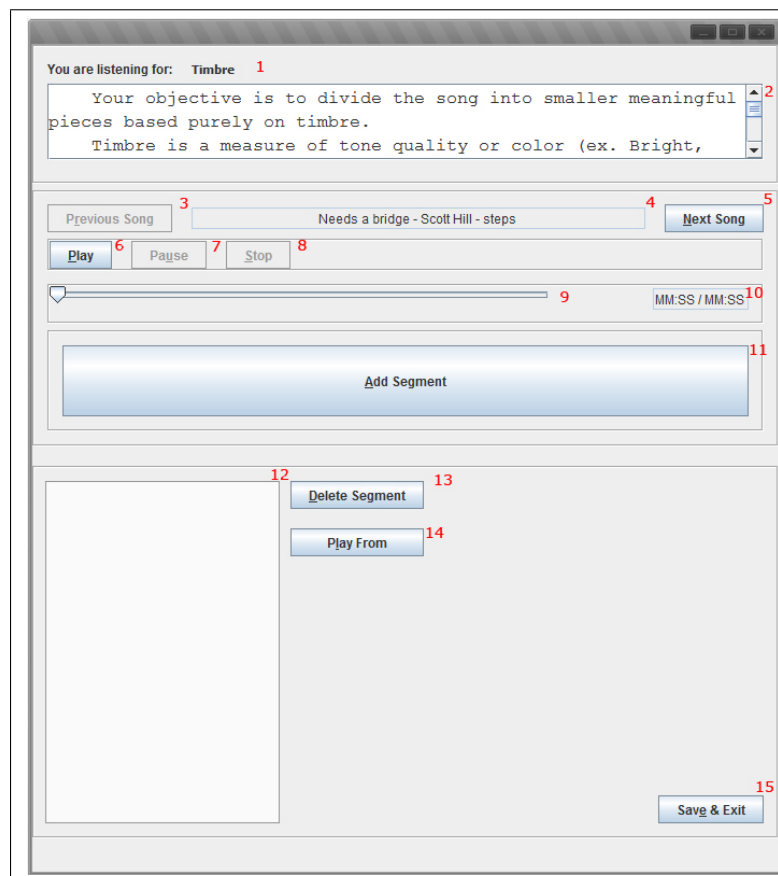 You are listening for: Timbre 1
Your objective is to divide the song into smaller meaningful 2
pieces based purely on timbre.
Timbre is a measure of tone quality or color (ex. Bright,
Previous Song 3 Needs a bridge - Scott Hill - steps 4 Next Song 5
Play 6 Pause 7 Stop 8
9 MM:SS / MM:SS 10
Add Segment 11
12 Delete Segment 13
Play From 14
Save & Exit 15